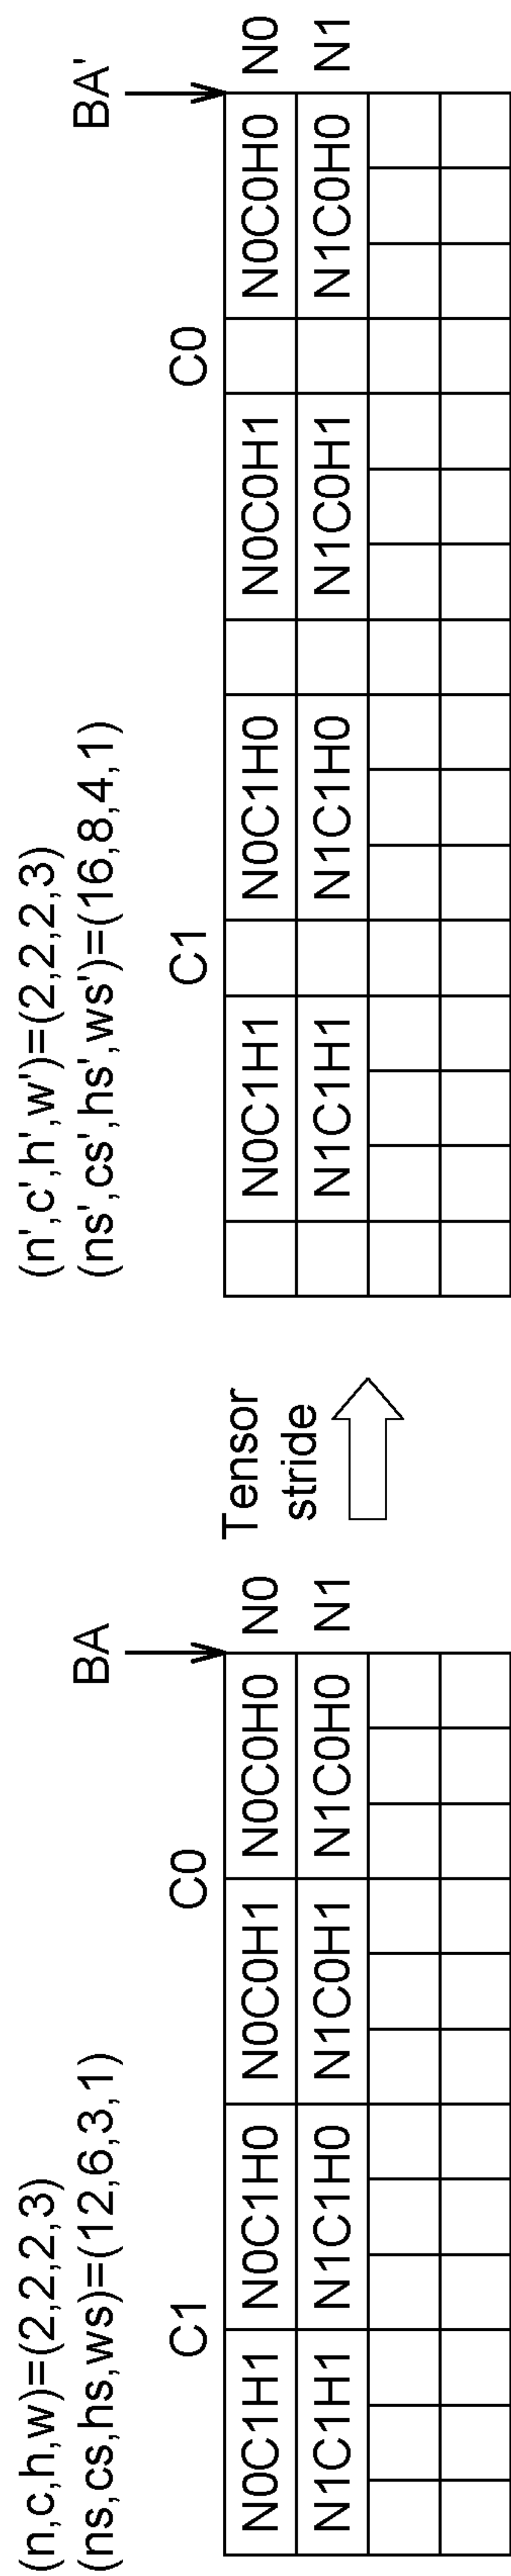 (n,c,h,w)=(2,2,2,3)
(ns,cs,hs,ws)=(12,6,3,1)
BA
C1 C0
N0C1H1 N0C1H0 N0C0H1 N0C0H0 N0
N1C1H1 N1C1H0 N1C0H1 N1C0H0 N1
Tensor
stride
(n',c',h',w')=(2,2,2,3)
(ns',cs',hs',ws')=(16,8,4,1)
BA'
C1 C0
N0C1H1 N0C1H0 N0C0H1 N0C0H0 N0
N1C1H1 N1C1H0 N1C0H1 N1C0H0 N1